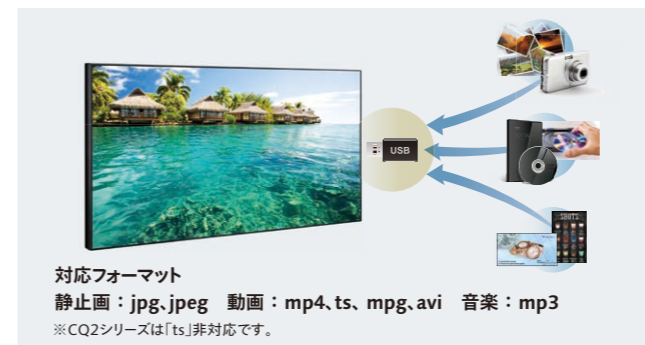 USB
SHOTS
対応フォーマット
静止画：jpg、jpeg　動画：mp4、ts、mpg、avi　音楽：mp3
※CQ2シリーズは「ts」非対応です。